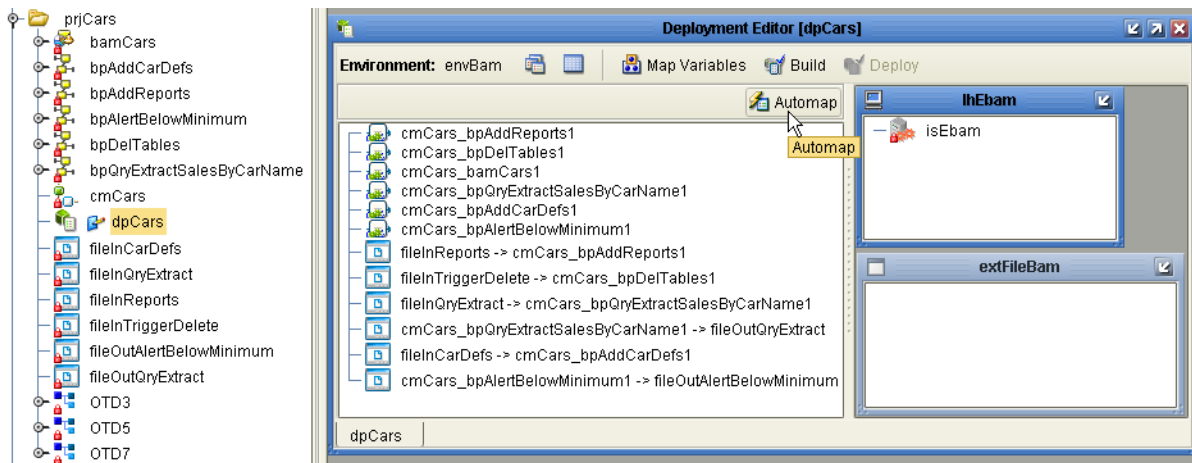 prjCars
bamCars
bpAddCarDefs
bpAddReports
bpAlertBelowMinimum
bpDelTables
bpQryExtractSalesByCarName
cmCars
dpCars
fileInCarDefs
fileInQryExtract
fileInReports
fileInTriggerDelete
fileOutAlertBelowMinimum
fileOutQryExtract
OTD3
OTD5
OTD7
Deployment Editor [dpCars]
Environment: envBam Map Variables Build Deploy
Automap
Automap
cmCars_bpAddReports1
cmCars_bpDelTables1
cmCars_bamCars1
cmCars_bpQryExtractSalesByCarName1
cmCars_bpAddCarDefs1
cmCars_bpAlertBelowMinimum1
fileInReports -> cmCars_bpAddReports1
fileInTriggerDelete -> cmCars_bpDelTables1
fileInQryExtract -> cmCars_bpQryExtractSalesByCarName1
cmCars_bpQryExtractSalesByCarName1 -> fileOutQryExtract
fileInCarDefs -> cmCars_bpAddCarDefs1
cmCars_bpAlertBelowMinimum1 -> fileOutAlertBelowMinimum
dpCars
lhEbam
isEbam
extFileBam